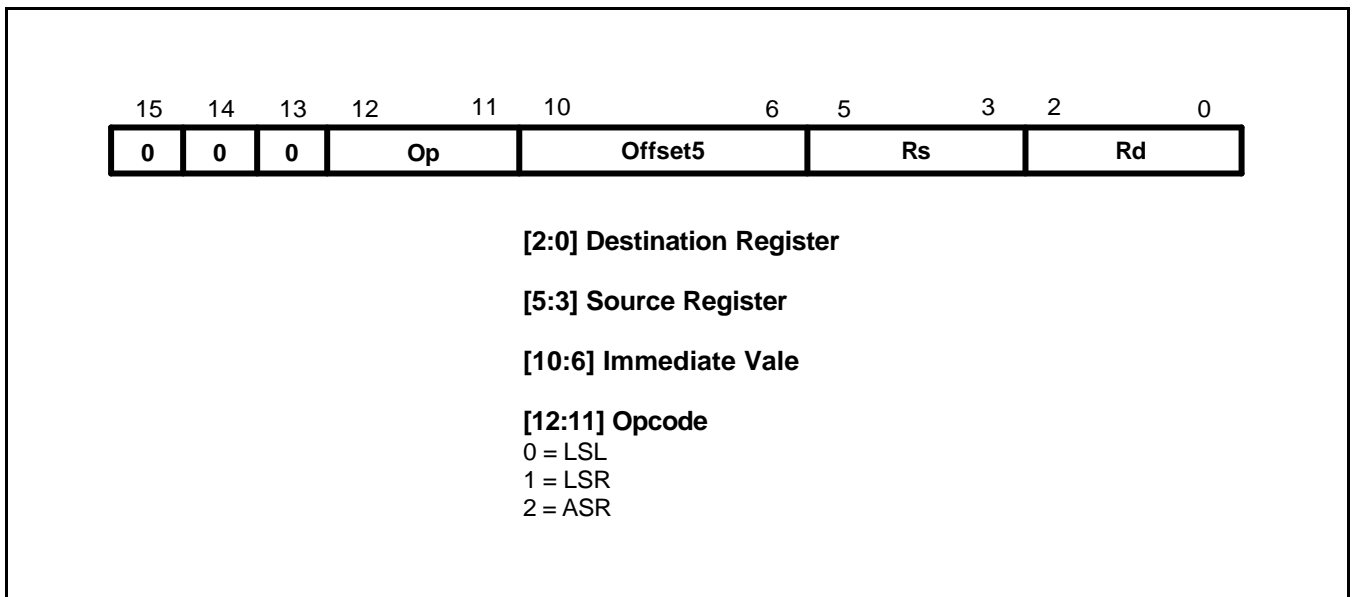 15 14 13 12 11 10 6 5 3 2 0
0 0 0 Op Offset5 Rs Rd
[2:0] Destination Register
[5:3] Source Register
[10:6] Immediate Vale
[12:11] Opcode
0 = LSL
1 = LSR
2 = ASR